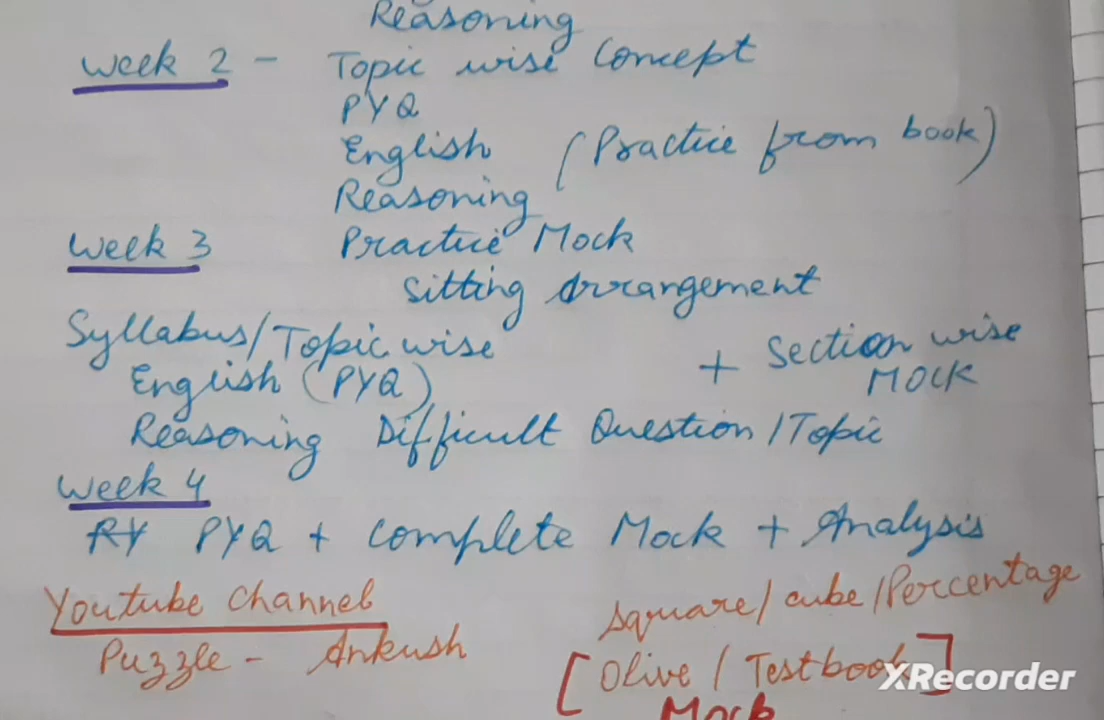 Reasoning
Week 2 - Topic wise Concept
PYQ
English (Practice from book)
Reasoning
Week 3 Practice Mock
Sitting Arrangement
Syllabus/Topic wise + Section wise
English (PYQ) MOCK
Reasoning Difficult Question/Topic
Week 4
RY PYQ + Complete Mock + Analysis
Youtube Channel Square/cube/Percentage
Puzzle - Ankush [Olive / Testbook]
Mock
XRecorder